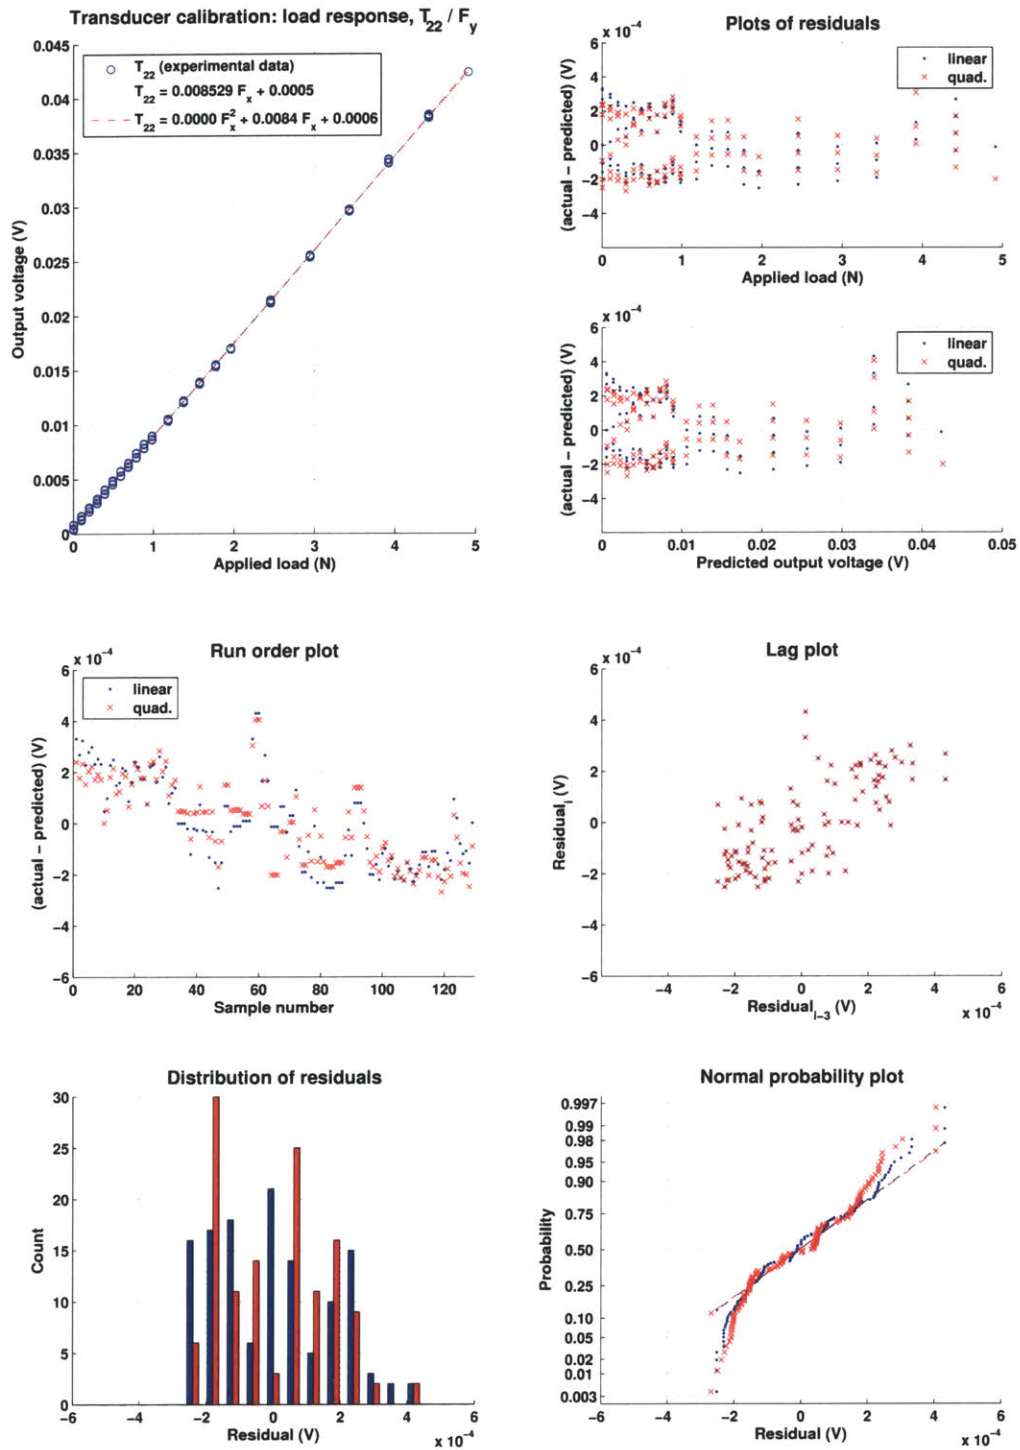 Transducer calibration: load response, T22 / Fy
0.045
0.04
0.035
0.03
0.025
0.02
0.015
0.01
0.005
0
Output voltage (V)
T22 (experimental data)
T22 = 0.008529 Fx + 0.0005
T22 = 0.0000 Fx^2 + 0.0084 Fx + 0.0006
0 1 2 3 4 5
Applied load (N)
Plots of residuals
x 10^−4
6
4
2
0
−2
−4
(actual − predicted) (V)
linear
quad.
0 1 2 3 4 5
Applied load (N)
x 10^−4
6
4
2
0
−2
−4
(actual − predicted) (V)
linear
quad.
0 0.01 0.02 0.03 0.04 0.05
Predicted output voltage (V)
Run order plot
x 10^−4
6
4
2
0
−2
−4
−6
(actual − predicted) (V)
linear
quad.
0 20 40 60 80 100 120
Sample number
Lag plot
x 10^−4
6
4
2
0
−2
−4
−6
Residual_i (V)
−4 −2 0 2 4 6
Residual_i−3 (V)
x 10^−4
Distribution of residuals
30
25
20
15
10
5
0
Count
−6 −4 −2 0 2 4 6
Residual (V)
x 10^−4
Normal probability plot
0.997
0.99
0.98
0.95
0.90
0.75
0.50
0.25
0.10
0.05
0.02
0.01
0.003
Probability
−6 −4 −2 0 2 4 6
Residual (V)
x 10^−4